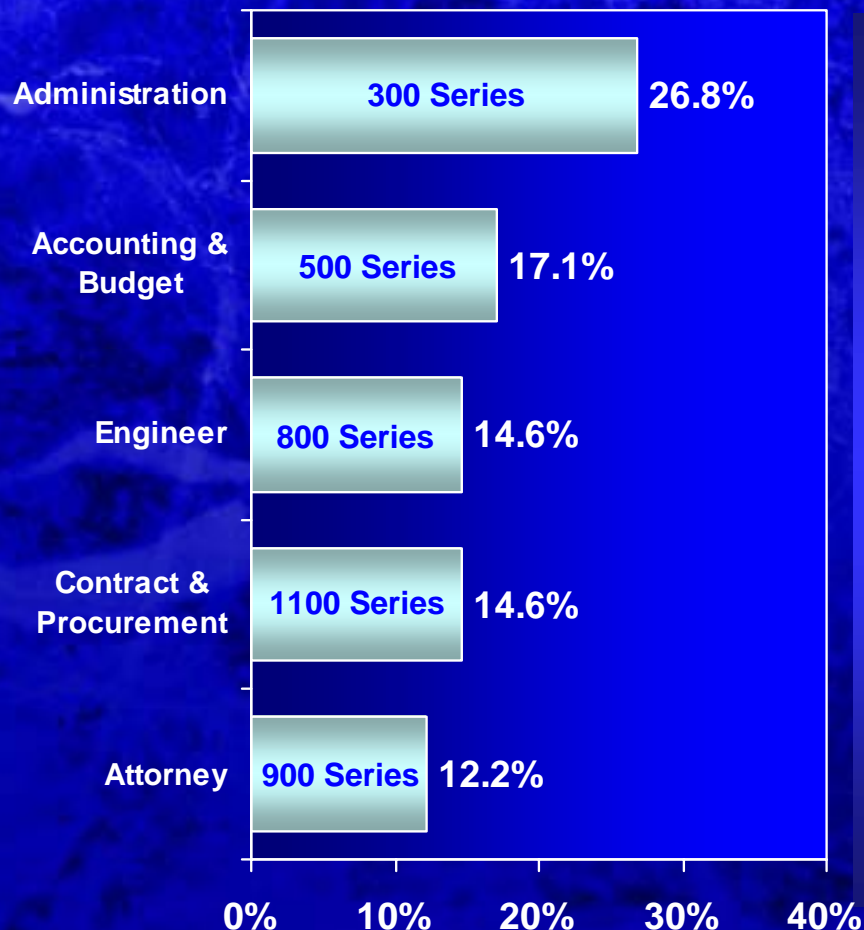 Administration
300 Series
26.8%
Accounting &
Budget
500 Series
17.1%
Engineer
800 Series
14.6%
Contract &
Procurement
1100 Series
14.6%
Attorney
900 Series
12.2%
0%
10%
20%
30%
40%